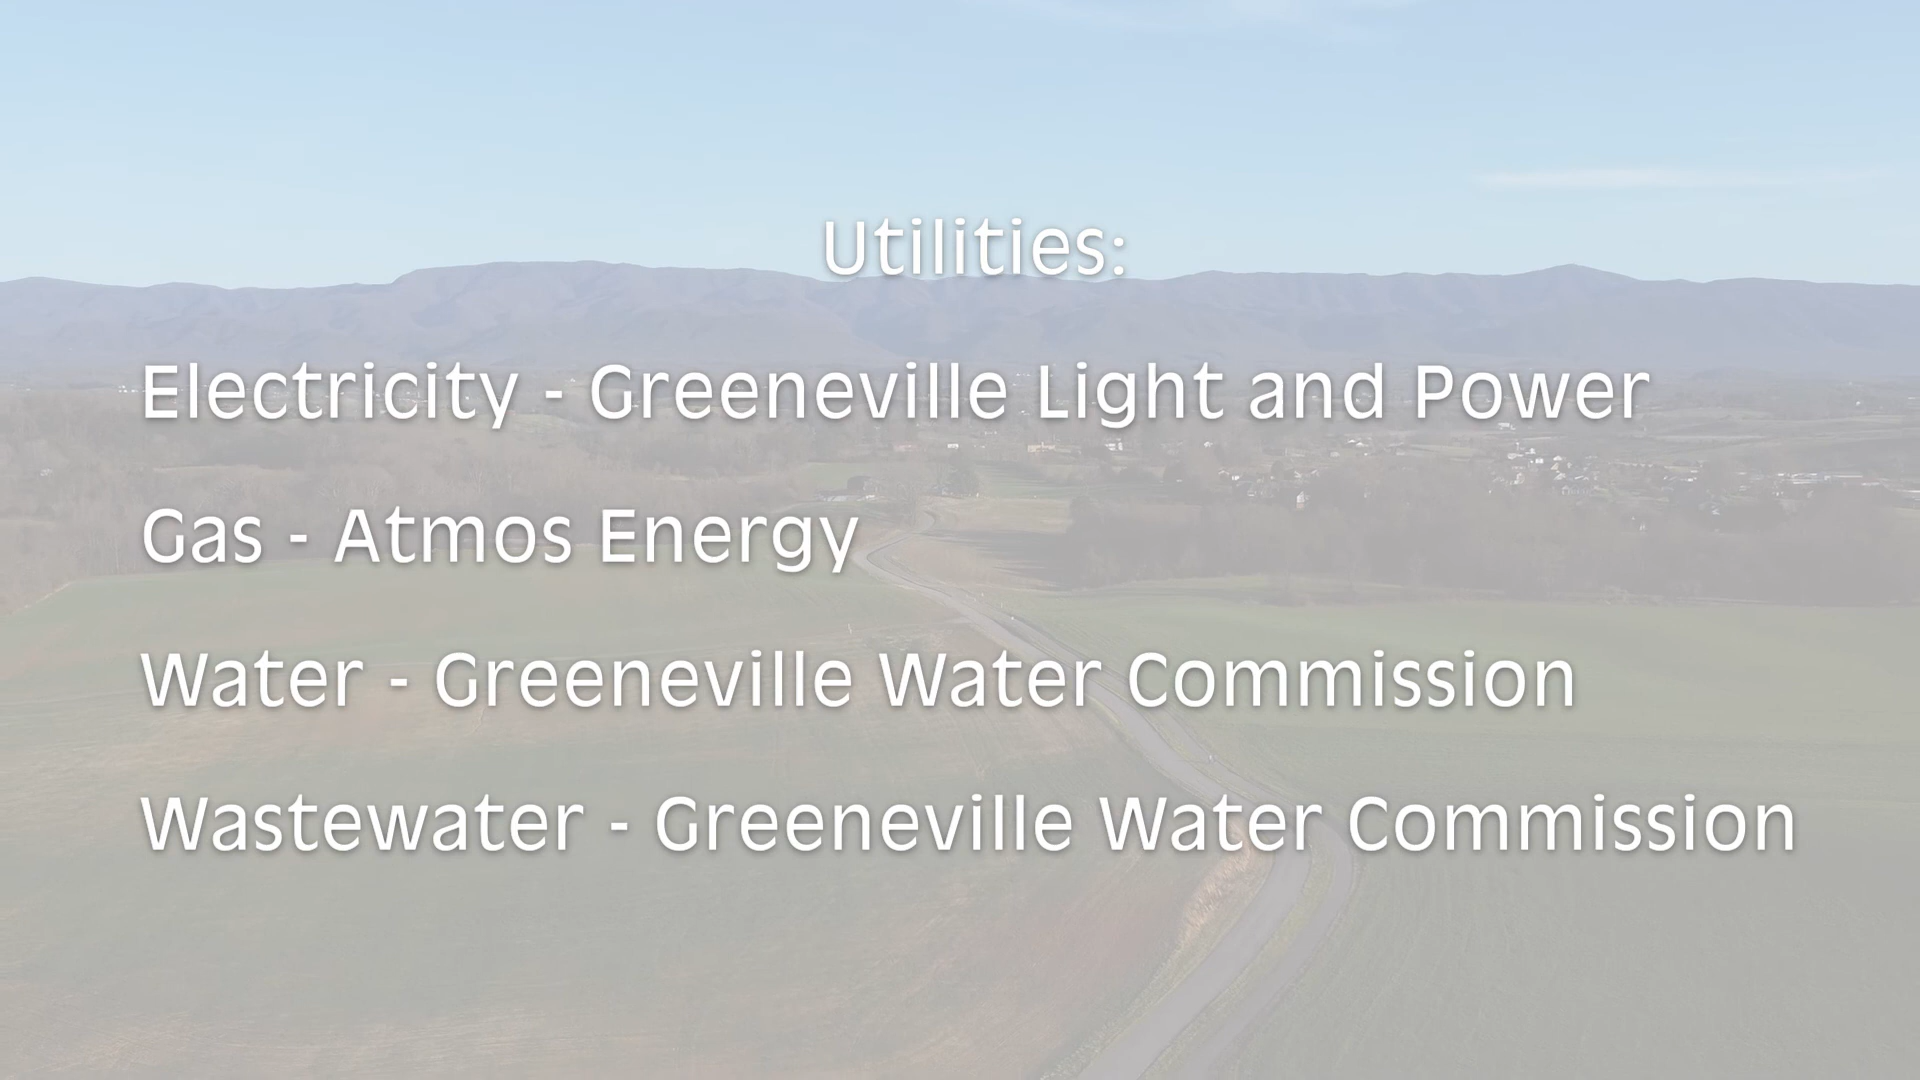 Utilities:
Electricity - Greeneville Light and Power
Gas - Atmos Energy
Water - Greeneville Water Commission
Wastewater - Greeneville Water Commission